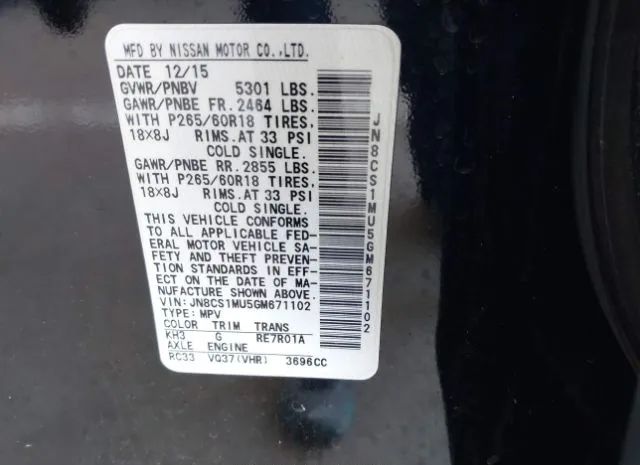 MFD BY NISSAN MOTOR CO.,LTD.
DATE 12/15
GVWR/PNBV 5301 LBS.
GAWR/PNBE FR. 2464 LBS.
WITH P265/60R18 TIRES,
18X8J RIMS. AT 33 PSI
COLD SINGLE.
GAWR/PNBE RR. 2855 LBS.
WITH P265/60R18 TIRES,
18X8J RIMS. AT 33 PSI
COLD SINGLE.
THIS VEHICLE CONFORMS
TO ALL APPLICABLE FED-
ERAL MOTOR VEHICLE SA-
FETY AND THEFT PREVEN-
TION STANDARDS IN EFF-
ECT ON THE DATE OF MA-
NUFACTURE SHOWN ABOVE.
VIN: JN8CS1MU5GM671102
TYPE: MPV
COLOR TRIM TRANS
KH3 G RE7R01A
AXLE ENGINE
RC33 VQ37(VHR) 3696CC
JN8CS1MU5GM671102